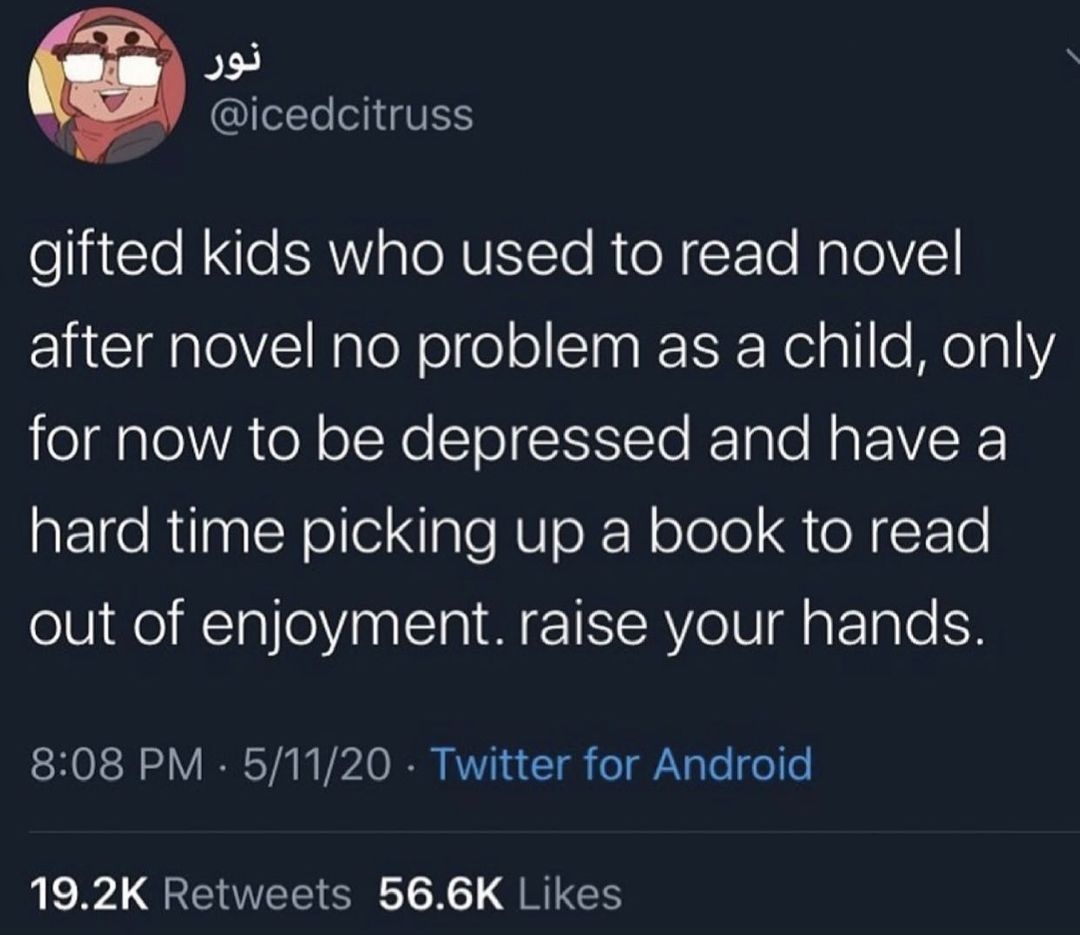 نور
@icedcitruss
gifted kids who used to read novel
after novel no problem as a child, only
for now to be depressed and have a
hard time picking up a book to read
out of enjoyment. raise your hands.
8:08 PM · 5/11/20 · Twitter for Android
19.2K Retweets 56.6K Likes